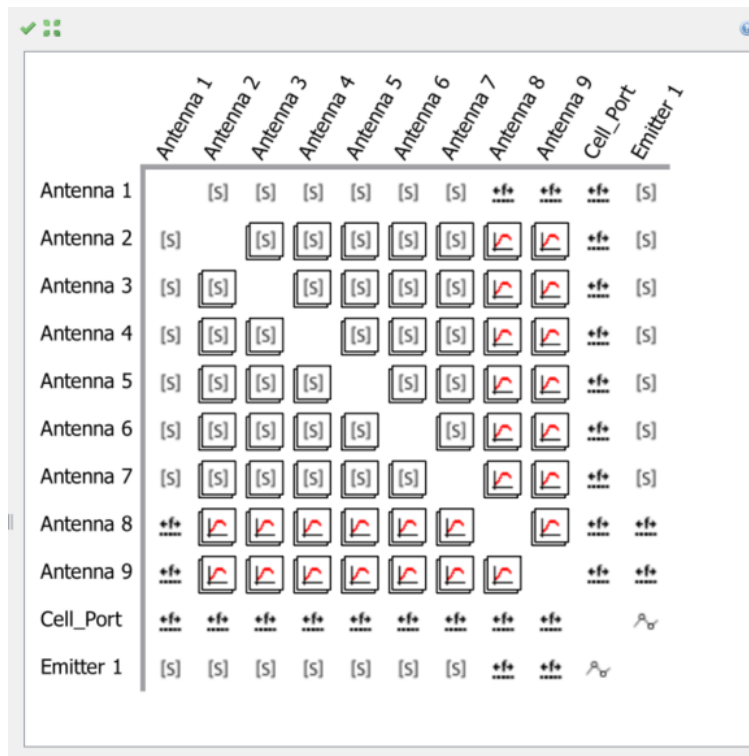 Antenna 1 Antenna 2 Antenna 3 Antenna 4 Antenna 5 Antenna 6 Antenna 7 Antenna 8 Antenna 9 Cell_Port Emitter 1
Antenna 1 [S] [S] [S] [S] [S] [S] +f+ +f+ +f+ [S]
Antenna 2 [S] [S] [S] [S] [S] [S] +f+ [S]
Antenna 3 [S] [S] [S] [S] [S] [S] +f+ [S]
Antenna 4 [S] [S] [S] [S] [S] [S] +f+ [S]
Antenna 5 [S] [S] [S] [S] [S] [S] +f+ [S]
Antenna 6 [S] [S] [S] [S] [S] [S] +f+ [S]
Antenna 7 [S] [S] [S] [S] [S] [S] +f+ [S]
Antenna 8 +f+ +f+ +f+
Antenna 9 +f+ +f+ +f+
Cell_Port +f+ +f+ +f+ +f+ +f+ +f+ +f+ +f+ +f+
Emitter 1 [S] [S] [S] [S] [S] [S] [S] +f+ +f+